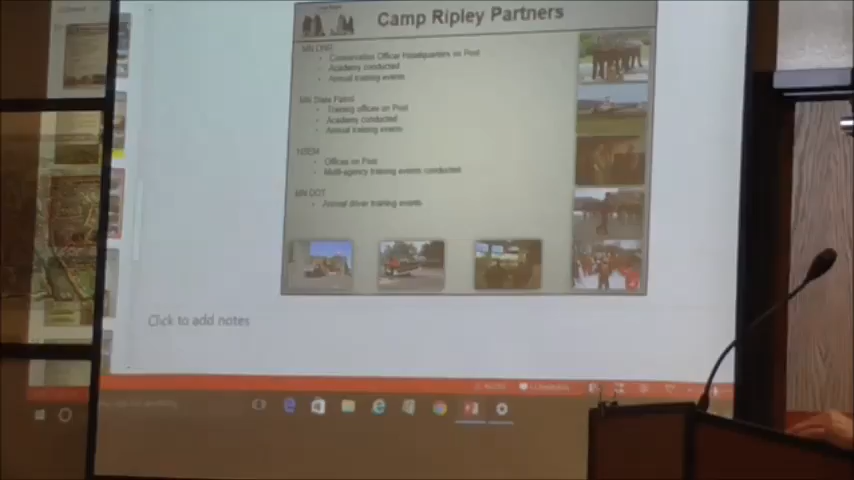 Camp Ripley Partners
MN DNR
Conservation Officer Headquarters on Post
Academy conducted
Annual training events
MN State Patrol
Training offices on Post
Academy conducted
Annual training events
HSEM
Offices on Post
Multi-agency training events conducted
MN DOT
Annual driver training events
Click to add notes